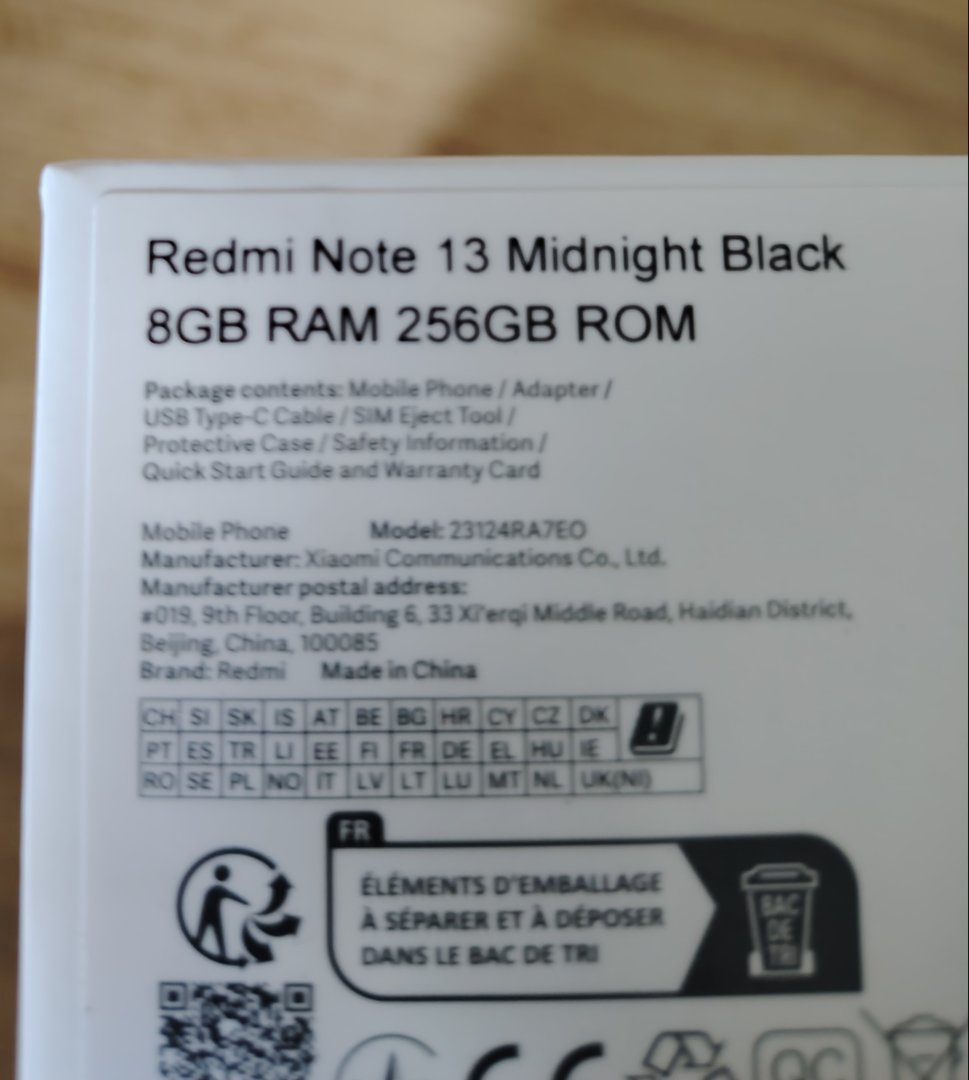 Redmi Note 13 Midnight Black
8GB RAM 256GB ROM
Package contents: Mobile Phone / Adapter /
USB Type-C Cable / SIM Eject Tool /
Protective Case / Safety Information /
Quick Start Guide and Warranty Card
Mobile Phone Model: 23124RA7EO
Manufacturer: Xiaomi Communications Co., Ltd.
Manufacturer postal address:
#019, 9th Floor, Building 6, 33 Xi'erqi Middle Road, Haidian District,
Beijing, China, 100085
Brand: Redmi Made in China
CH SI SK IS AT BE BG HR CY CZ DK
PT ES TR LI EE FI FR DE EL HU IE
RO SE PL NO IT LV LT LU MT NL UK(NI)
FR
ÉLÉMENTS D'EMBALLAGE
À SÉPARER ET À DÉPOSER
DANS LE BAC DE TRI
BAC
DE
TRI
CE
QC